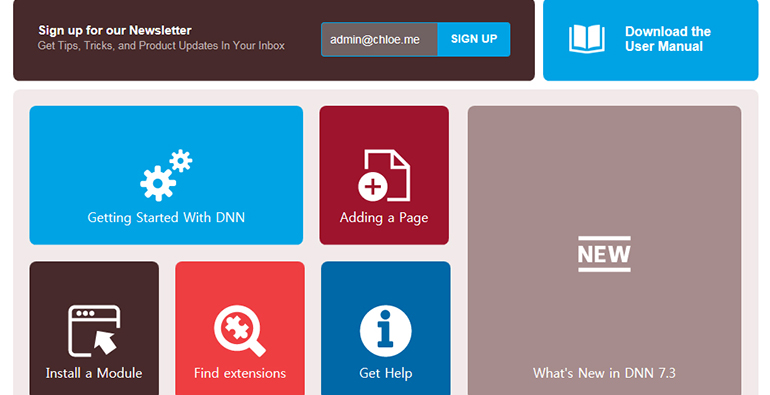 Sign up for our Newsletter
Get Tips, Tricks, and Product Updates In Your Inbox
admin@chloe.me
SIGN UP
Download the
User Manual
Getting Started With DNN
Adding a Page
NEW
What's New in DNN 7.3
Install a Module
Find extensions
Get Help